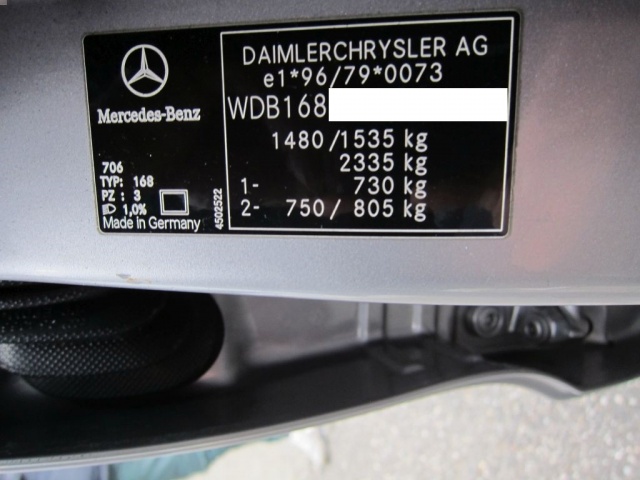 DAIMLERCHRYSLER AG
e1*96/79*0073
WDB168
1480/1535 kg
2335 kg
1- 730 kg
2- 750/805 kg
Mercedes-Benz
706
TYP: 168
PZ : 3
1,0%
Made in Germany
4502522